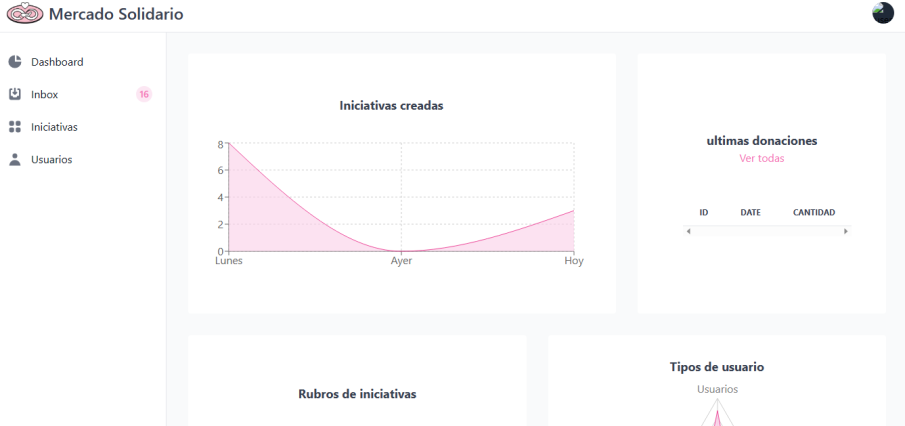 Mercado Solidario
Dashboard
Inbox 16
Iniciativas
Usuarios
Iniciativas creadas
8
6
4
2
0
Lunes Ayer Hoy
ultimas donaciones
Ver todas
ID DATE CANTIDAD
Rubros de iniciativas
Tipos de usuario
Usuarios